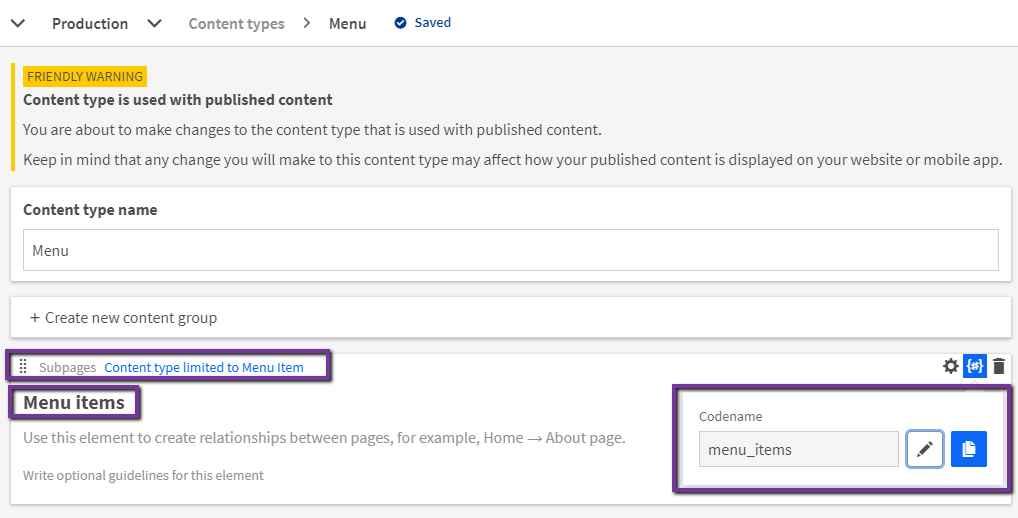 Production Content types > Menu Saved
FRIENDLY WARNING
Content type is used with published content
You are about to make changes to the content type that is used with published content.
Keep in mind that any change you will make to this content type may affect how your published content is displayed on your website or mobile app.
Content type name
Menu
+ Create new content group
Subpages Content type limited to Menu Item
{#}
Menu items
Use this element to create relationships between pages, for example, Home → About page.
Write optional guidelines for this element
Codename
menu_items